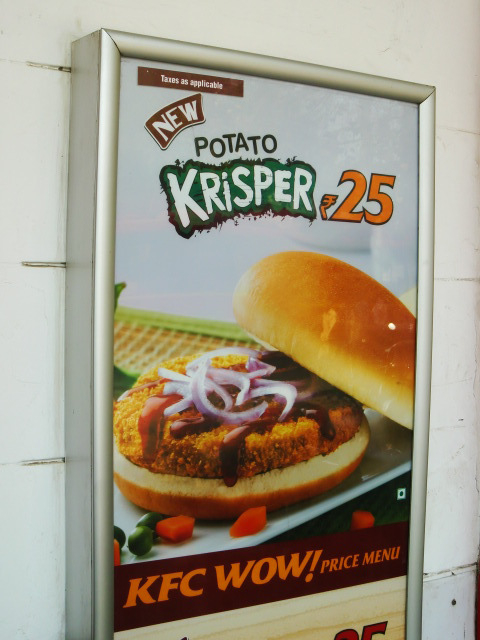 Taxes as applicable
NEW
POTATO
KRiSPER ₹25
KFC WOW! PRICE MENU